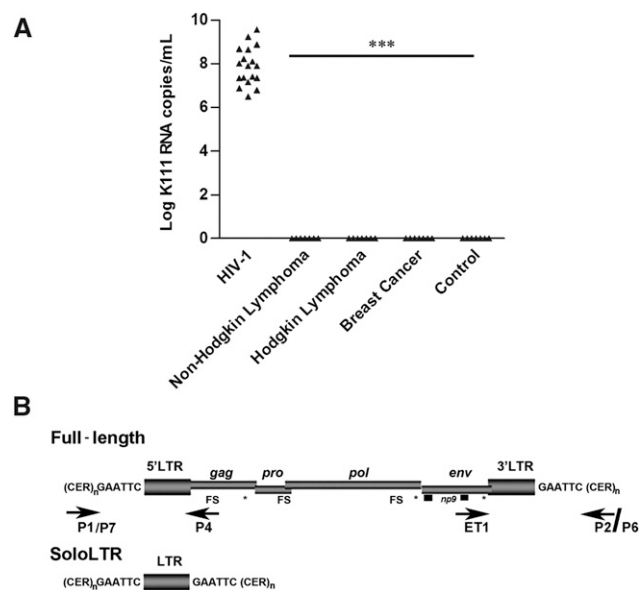 A
***
Log K111 RNA copies/mL
10
8
6
4
2
0
HIV-1
Non-Hodgkin Lymphoma
Hodgkin Lymphoma
Breast Cancer
Control
B
Full-length
5'LTR gag pro pol env 3'LTR
(CER)nGAATTC GAATTC (CER)n
FS * FS FS * np9 *
P1/P7 P4 ET1 P2/P6
SoloLTR
LTR
(CER)nGAATTC GAATTC (CER)n